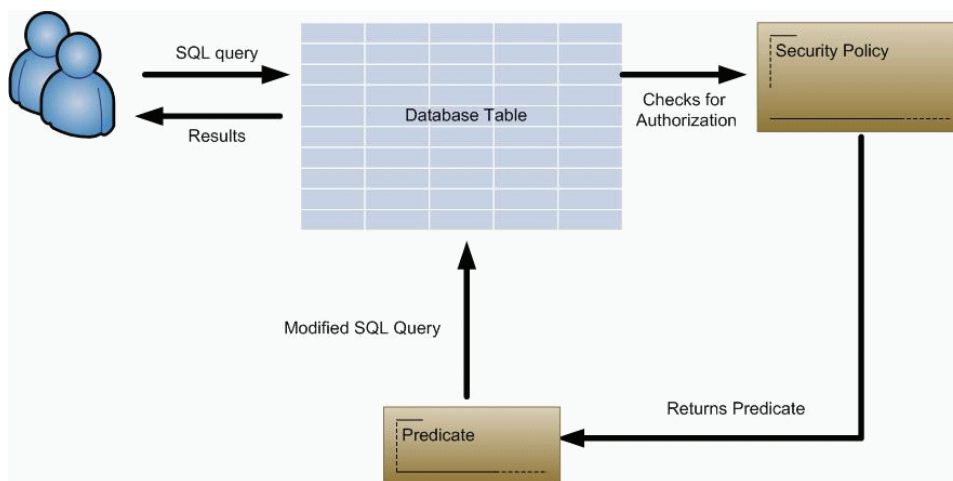 SQL query
Results
Database Table
Checks for
Authorization
Security Policy
Modified SQL Query
Returns Predicate
Predicate